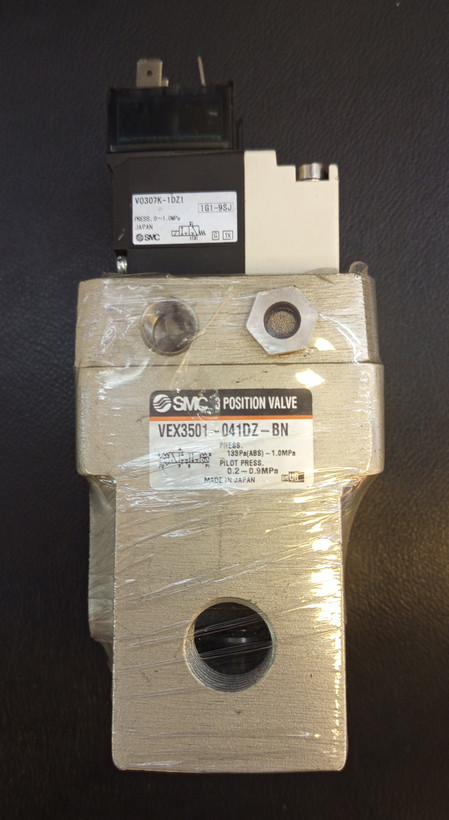 VO307K-1DZ1
1G1-9SJ
PRESS. 0~1.0MPa
JAPAN
SMC
SMC 3 POSITION VALVE
VEX3501-041DZ-BN
PRESS.
133Pa(ABS)-1.0MPa
PILOT PRESS.
0.2-0.9MPa
MADE IN JAPAN